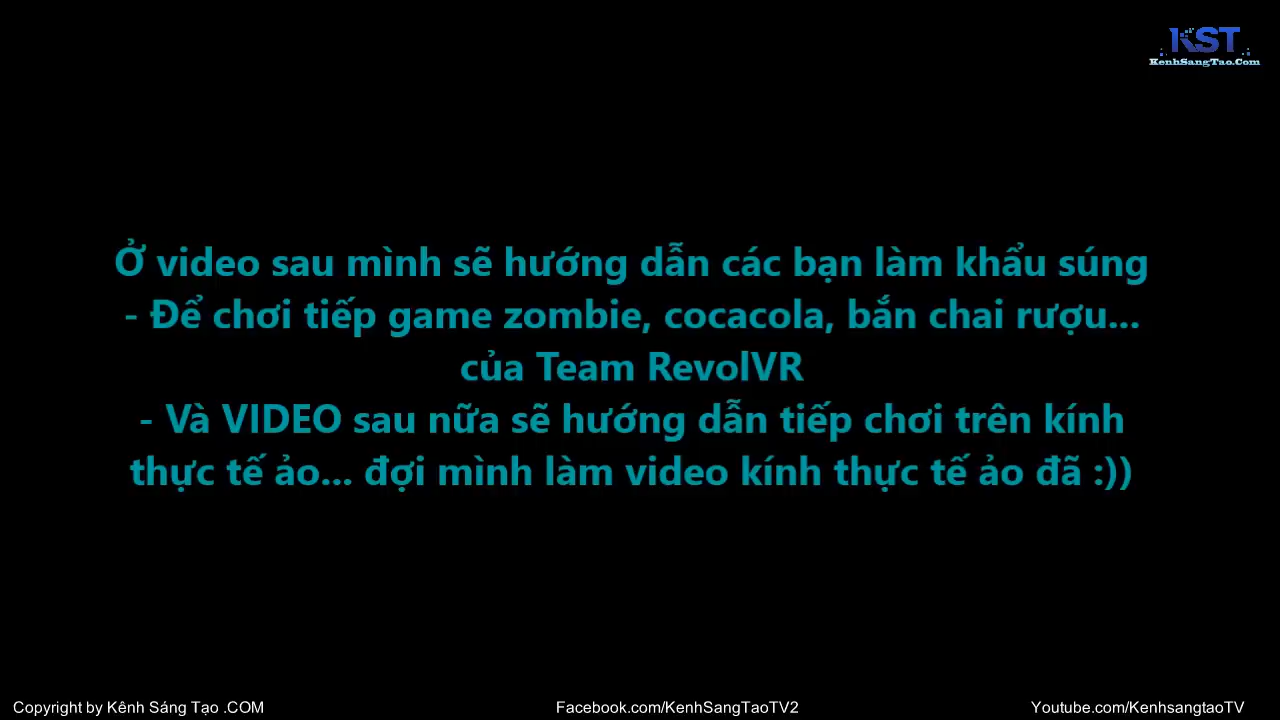 KST
KenhSangTao.Com
Ở video sau mình sẽ hướng dẫn các bạn làm khẩu súng
- Để chơi tiếp game zombie, cocacola, bắn chai rượu...
của Team RevolVR
- Và VIDEO sau nữa sẽ hướng dẫn tiếp chơi trên kính
thực tế ảo... đợi mình làm video kính thực tế ảo đã :))
Copyright by Kênh Sáng Tạo .COM
Facebook.com/KenhSangTaoTV2
Youtube.com/KenhsangtaoTV